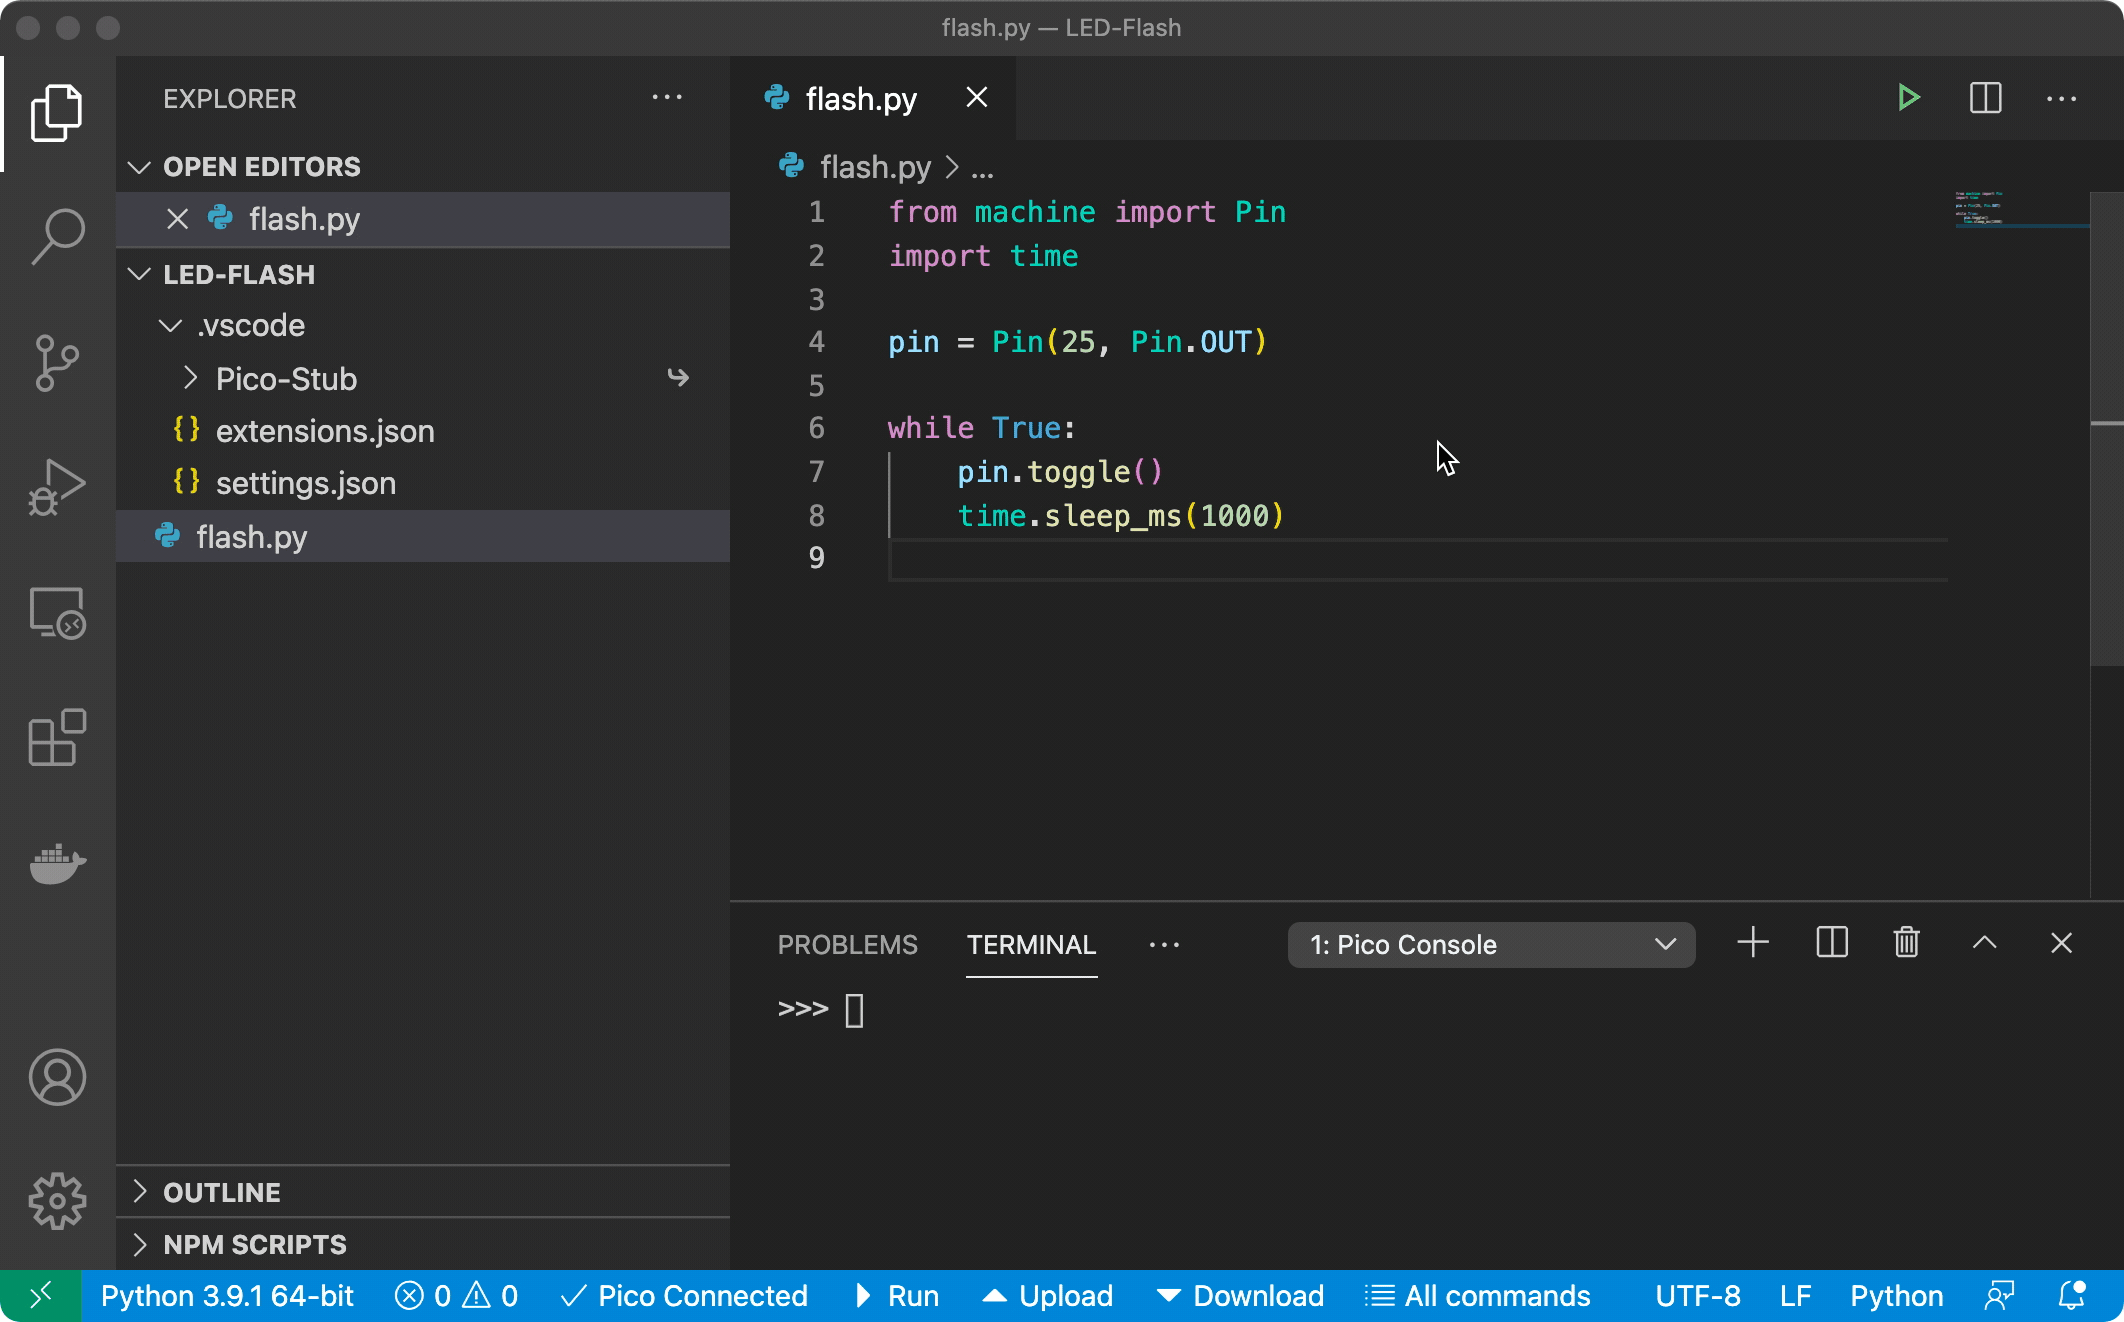 flash.py — LED-Flash
EXPLORER
OPEN EDITORS
flash.py
LED-FLASH
.vscode
Pico-Stub
extensions.json
settings.json
flash.py
OUTLINE
NPM SCRIPTS
flash.py
flash.py > ...
1 from machine import Pin
2 import time
3
4 pin = Pin(25, Pin.OUT)
5
6 while True:
7     pin.toggle()
8     time.sleep_ms(1000)
9
PROBLEMS TERMINAL ... 1: Pico Console
>>>
Python 3.9.1 64-bit 0 0 Pico Connected Run Upload Download All commands UTF-8 LF Python